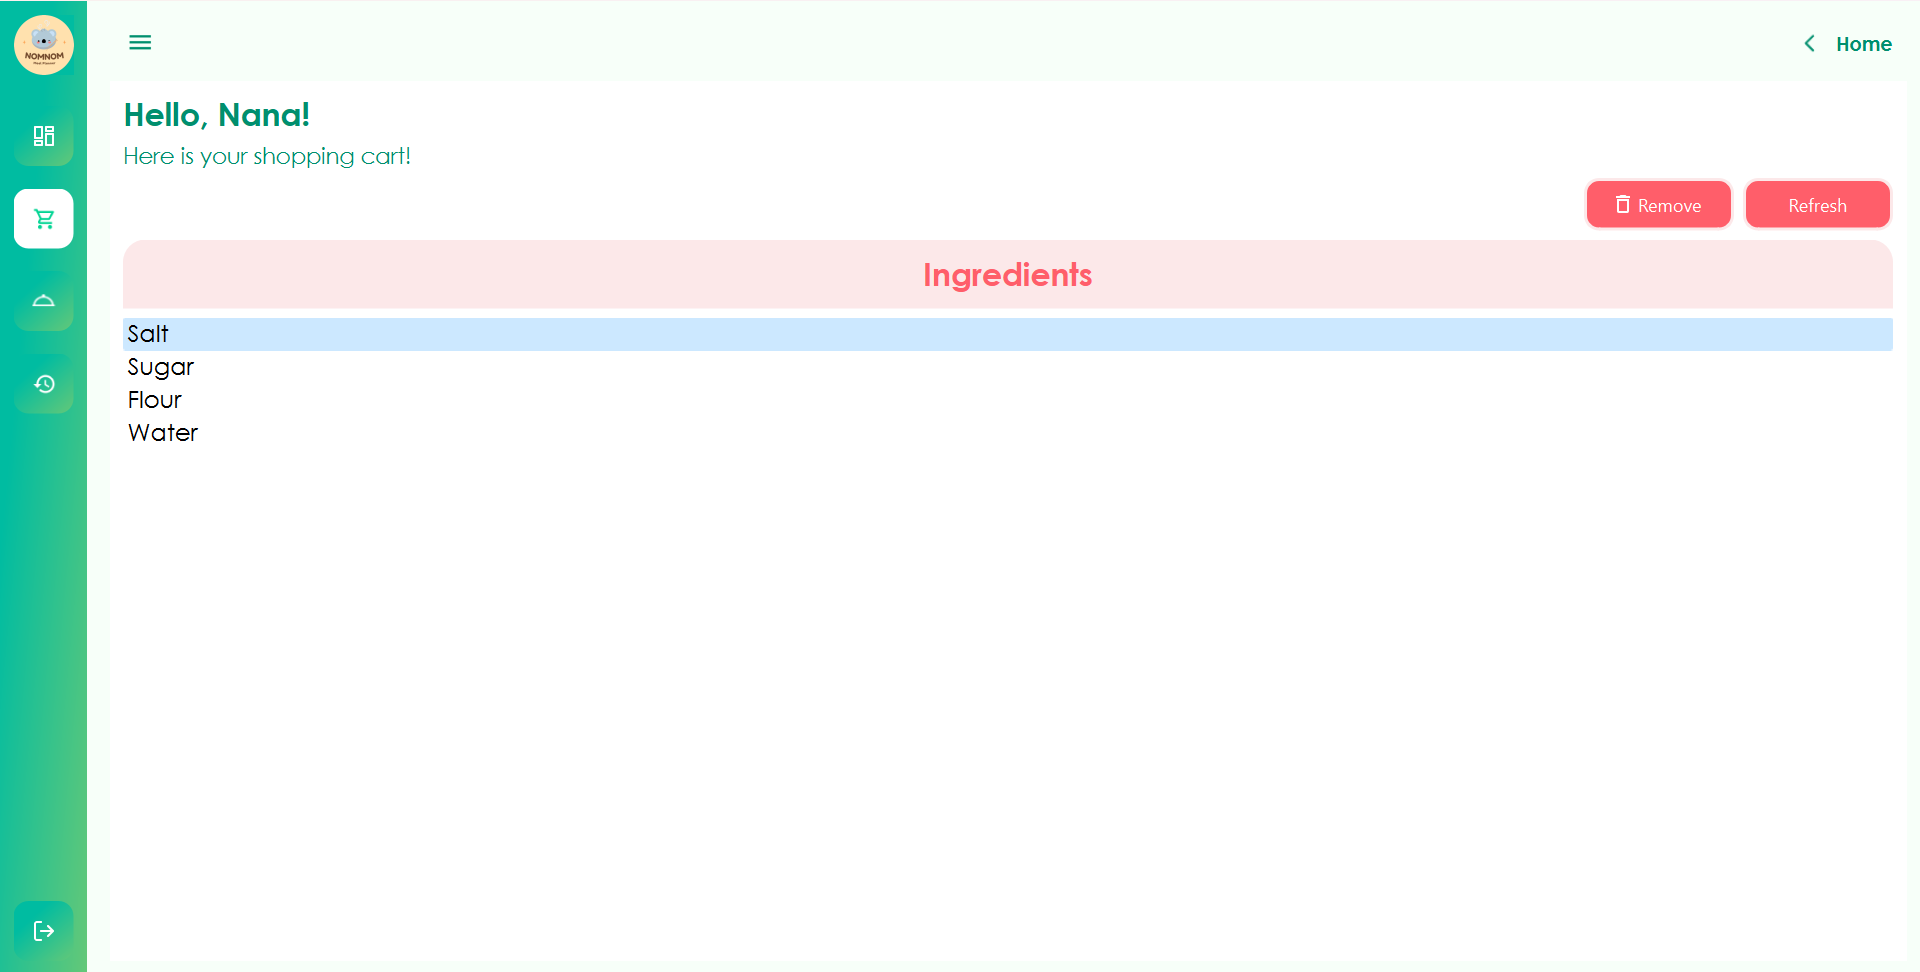 NOMNOM
Home
Hello, Nana!
Here is your shopping cart!
Remove
Refresh
Ingredients
Salt
Sugar
Flour
Water